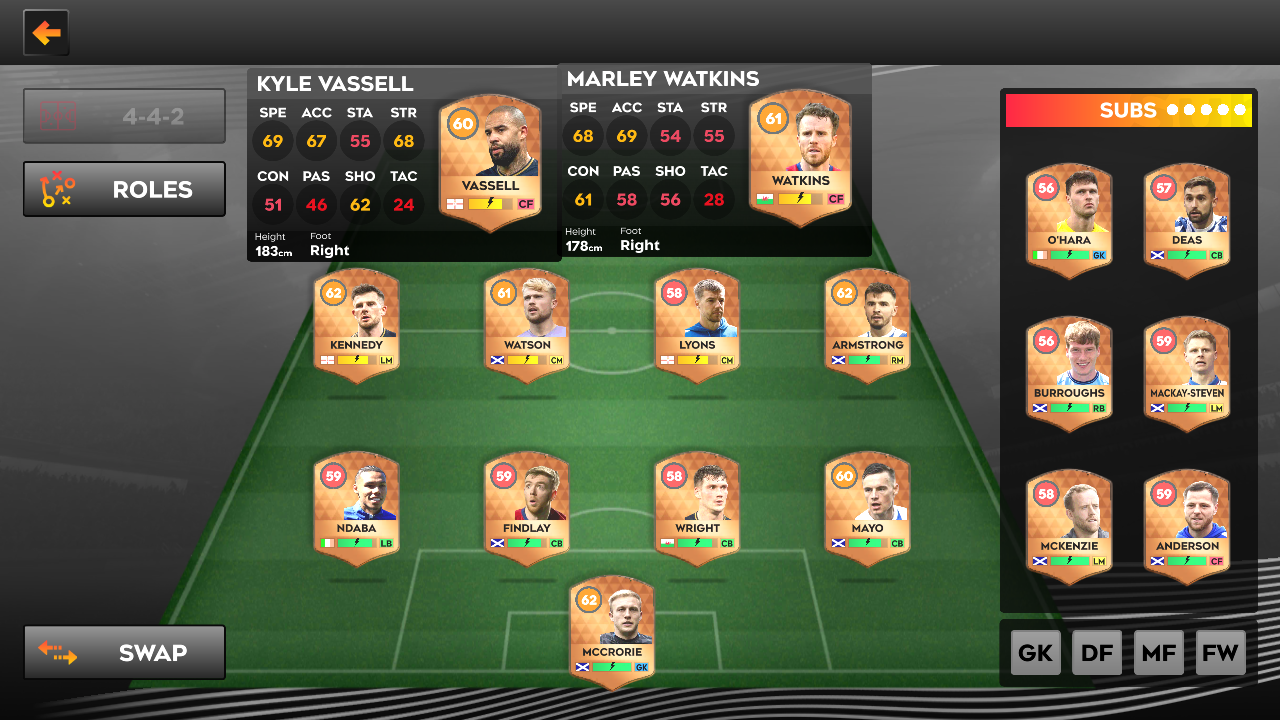 4-4-2
ROLES
KYLE VASSELL
SPE ACC STA STR
69 67 55 68
CON PAS SHO TAC
51 46 62 24
Height Foot
183cm Right
60
VASSELL
CF
MARLEY WATKINS
SPE ACC STA STR
68 69 54 55
CON PAS SHO TAC
61 58 56 28
Height Foot
178cm Right
61
WATKINS
CF
62 61 58 62
KENNEDY WATSON LYONS ARMSTRONG
LM CM CM RM
59 59 58 60
NDABA FINDLAY WRIGHT MAYO
LB CB CB CB
62
MCCRORIE
GK
SWAP
SUBS
56 57
O'HARA DEAS
GK CB
56 59
BURROUGHS MACKAY-STEVEN
RB LM
58 59
MCKENZIE ANDERSON
LM CF
GK DF MF FW